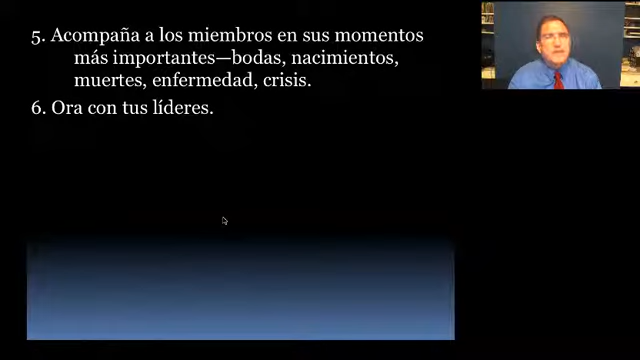 5. Acompaña a los miembros en sus momentos
más importantes—bodas, nacimientos,
muertes, enfermedad, crisis.
6. Ora con tus líderes.